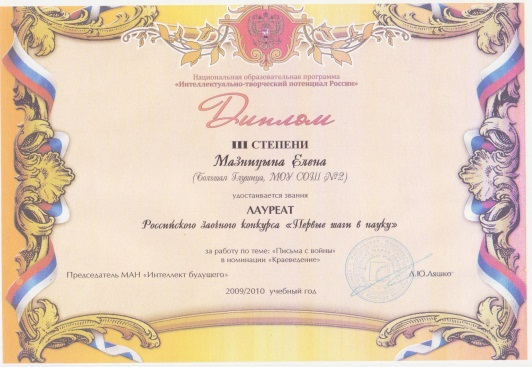 Национальная образовательная программа
«Интеллектуально-творческий потенциал России»
Диплом
III СТЕПЕНИ
Мазницына Елена
(Большая Глушица, МОУ СОШ №2)
удостаивается звания
ЛАУРЕАТ
Российского заочного конкурса «Первые шаги в науку»
за работу по теме: «Письма с войны»
в номинации «Краеведение»
Председатель МАН «Интеллект будущего» Л.Ю.Ляшко
2009/2010 учебный год